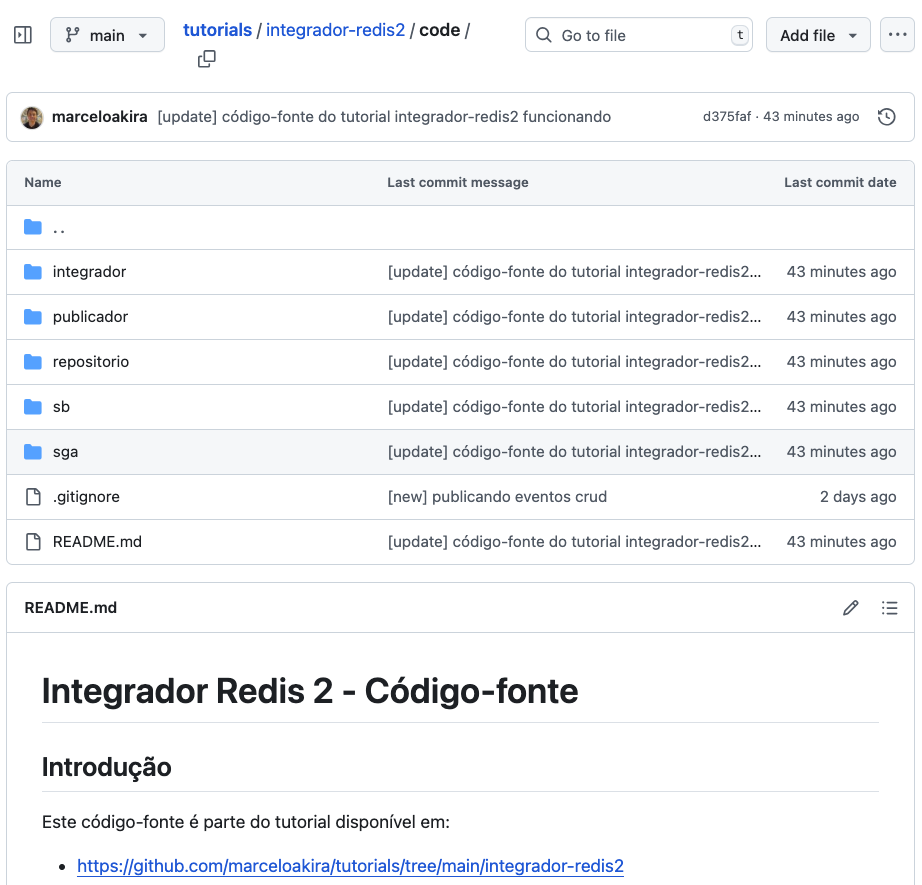 main
tutorials / integrador-redis2 / code /
Go to file
t
Add file
marceloakira [update] código-fonte do tutorial integrador-redis2 funcionando d375faf · 43 minutes ago
Name Last commit message Last commit date
..
integrador [update] código-fonte do tutorial integrador-redis2... 43 minutes ago
publicador [update] código-fonte do tutorial integrador-redis2... 43 minutes ago
repositorio [update] código-fonte do tutorial integrador-redis2... 43 minutes ago
sb [update] código-fonte do tutorial integrador-redis2... 43 minutes ago
sga [update] código-fonte do tutorial integrador-redis2... 43 minutes ago
.gitignore [new] publicando eventos crud 2 days ago
README.md [update] código-fonte do tutorial integrador-redis2... 43 minutes ago
README.md
Integrador Redis 2 - Código-fonte
Introdução
Este código-fonte é parte do tutorial disponível em:
• https://github.com/marceloakira/tutorials/tree/main/integrador-redis2